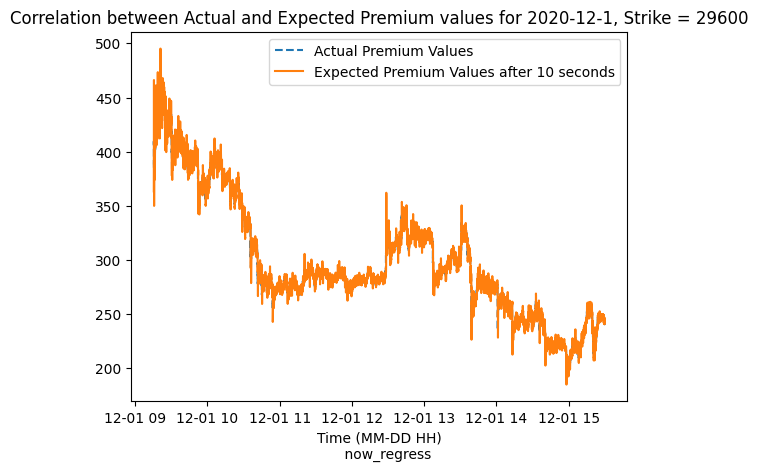 Correlation between Actual and Expected Premium values for 2020-12-1, Strike = 29600
Actual Premium Values
Expected Premium Values after 10 seconds
500
450
400
350
300
250
200
12-01 09 12-01 10 12-01 11 12-01 12 12-01 13 12-01 14 12-01 15
Time (MM-DD HH)
now_regress